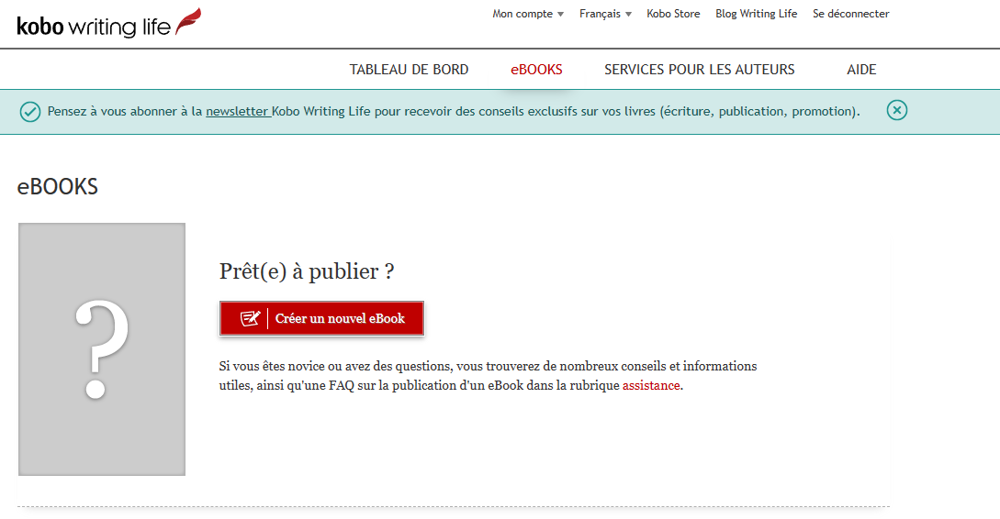 kobo writing life
Mon compte Français Kobo Store Blog Writing Life Se déconnecter
TABLEAU DE BORD eBOOKS SERVICES POUR LES AUTEURS AIDE
Pensez à vous abonner à la newsletter Kobo Writing Life pour recevoir des conseils exclusifs sur vos livres (écriture, publication, promotion).
eBOOKS
?
Prêt(e) à publier ?
Créer un nouvel eBook
Si vous êtes novice ou avez des questions, vous trouverez de nombreux conseils et informations
utiles, ainsi qu'une FAQ sur la publication d'un eBook dans la rubrique assistance.